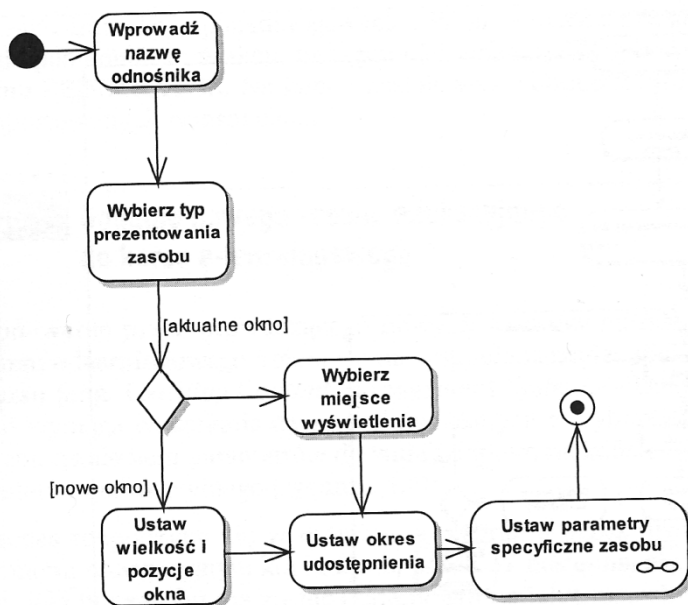 Wprowadź
nazwę
odnośnika
Wybierz typ
prezentowania
zasobu
[aktualne okno]
Wybierz
miejsce
wyświetlenia
[nowe okno]
Ustaw
wielkość i
pozycje
okna
Ustaw okres
udostępnienia
Ustaw parametry
specyficzne zasobu